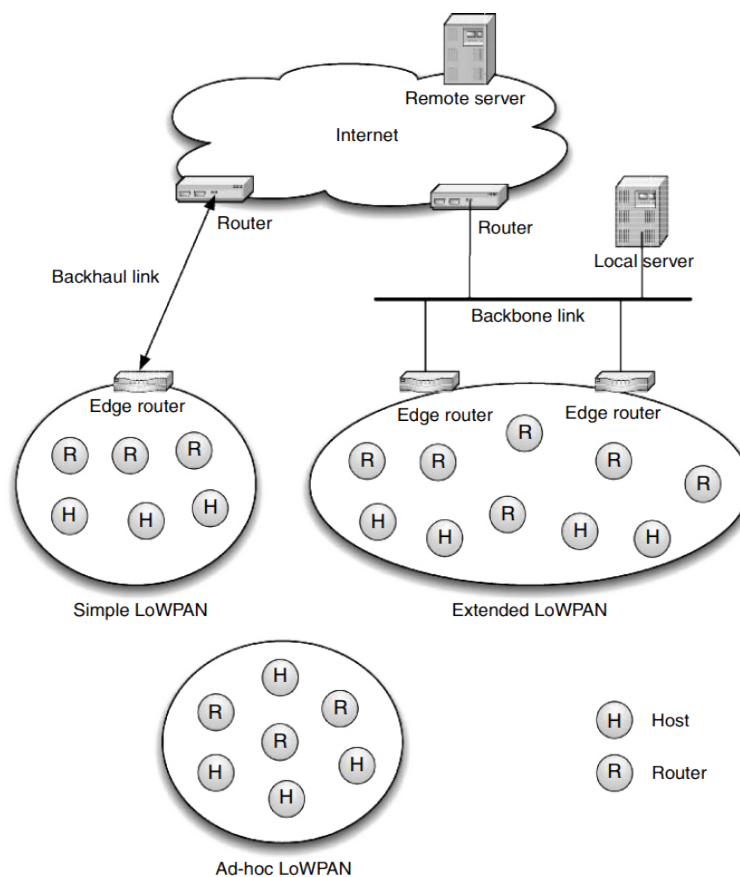 Remote server
Internet
Router
Router
Local server
Backhaul link
Backbone link
Edge router
Edge router
Edge router
R R R
H H H
R R R R R
H H R H H
Simple LoWPAN
Extended LoWPAN
H
R R
R
H H
H
H Host
R Router
Ad-hoc LoWPAN